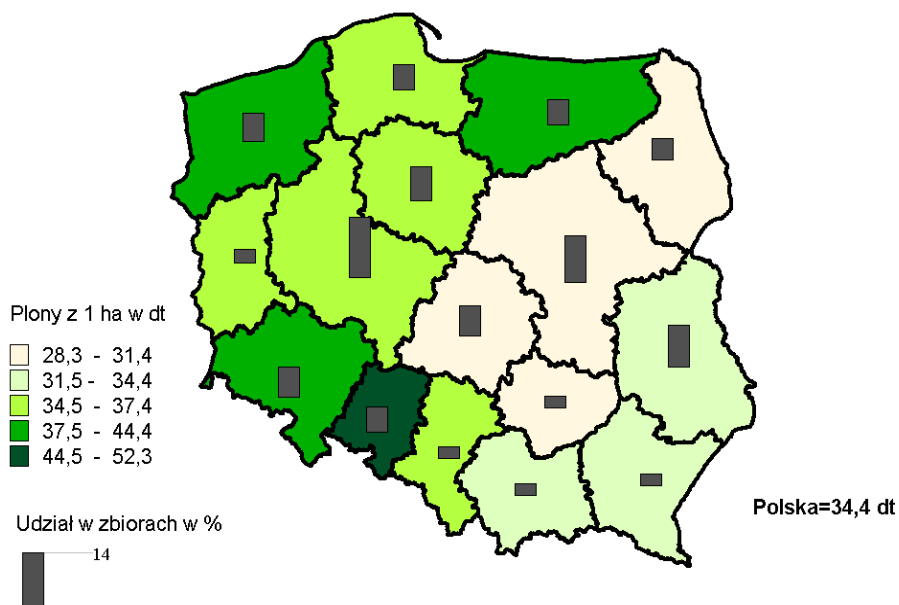 Plony z 1 ha w dt
28,3 - 31,4
31,5 - 34,4
34,5 - 37,4
37,5 - 44,4
44,5 - 52,3
Polska=34,4 dt
Udział w zbiorach w %
14